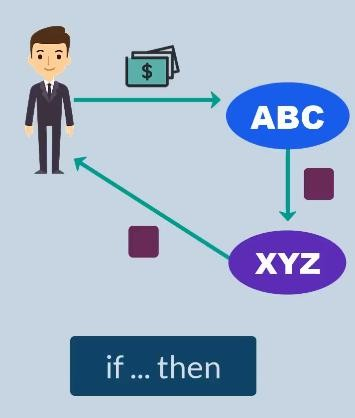 $
ABC
XYZ
if ... then